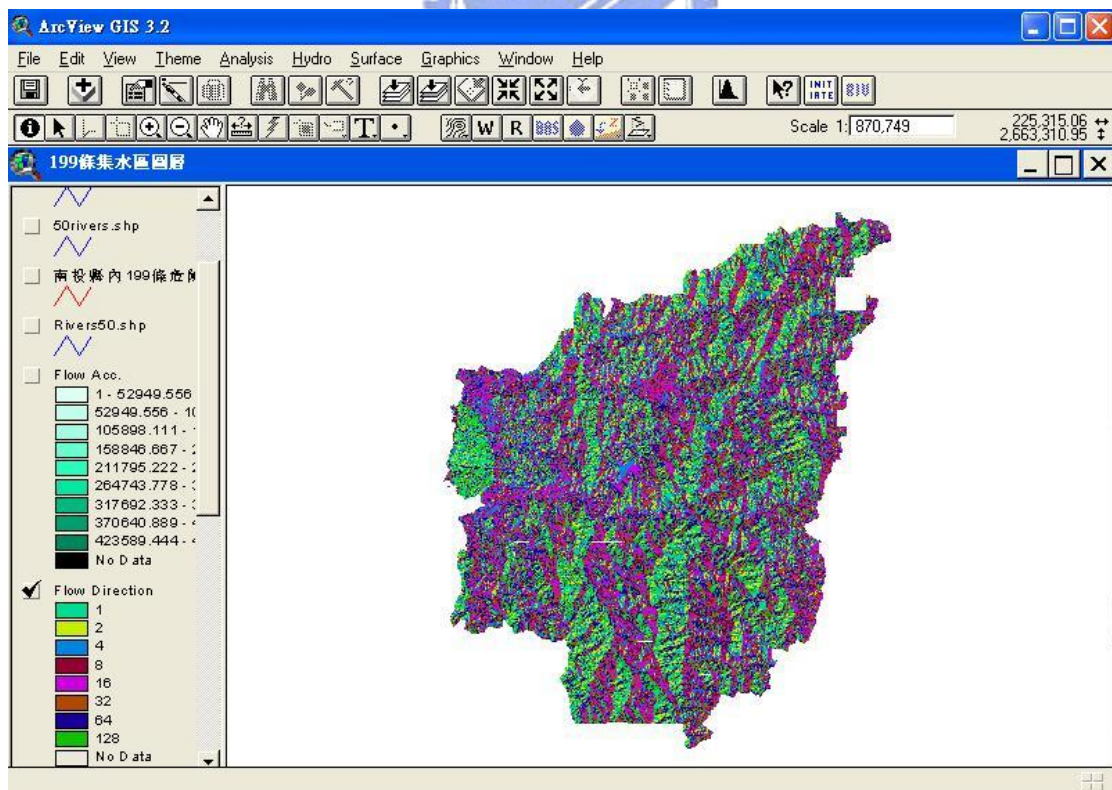 ArcView GIS 3.2
File Edit View Theme Analysis Hydro Surface Graphics Window Help
INIT IATE
W R BAS T Scale 1: 870,749 225,315.06
2,663,310.95
199條集水區圖層
50rivers.shp
南投縣內199條危
Rivers50.shp
Flow Acc.
1 - 52949.556
52949.556 - 10
105898.111 -
158846.667 - 2
211795.222 - 2
264743.778 - 3
317692.333 - 3
370640.889 - 4
423589.444 - 4
No Data
Flow Direction
1
2
4
8
16
32
64
128
No Data